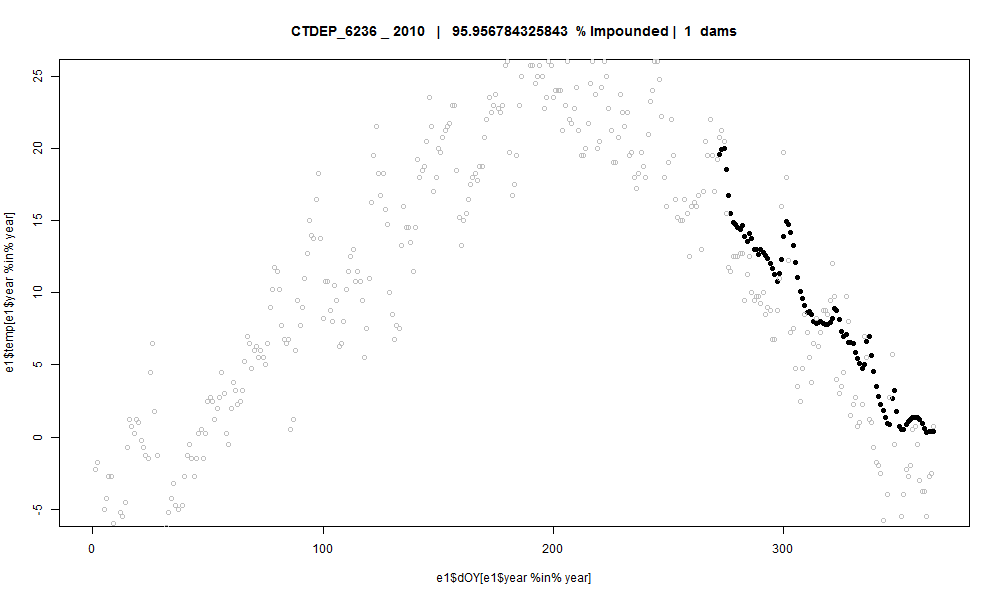 CTDEP_6236 _ 2010 | 95.956784325843 % Impounded | 1 dams
25
20
15
10
5
0
-5
e1$temp[e1$year %in% year]
0 100 200 300
e1$dOY[e1$year %in% year]